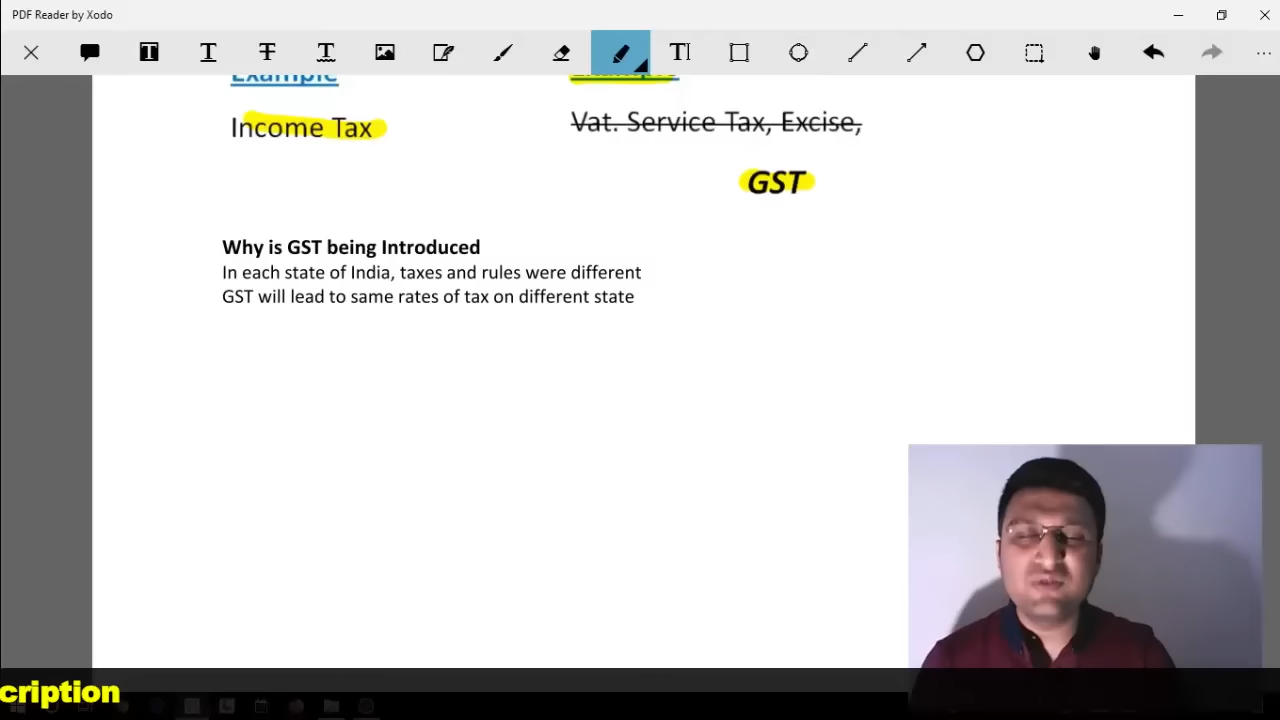 PDF Reader by Xodo
Example
Example
Income Tax
Vat. Service Tax, Excise,
GST
Why is GST being Introduced
In each state of India, taxes and rules were different
GST will lead to same rates of tax on different state
cription